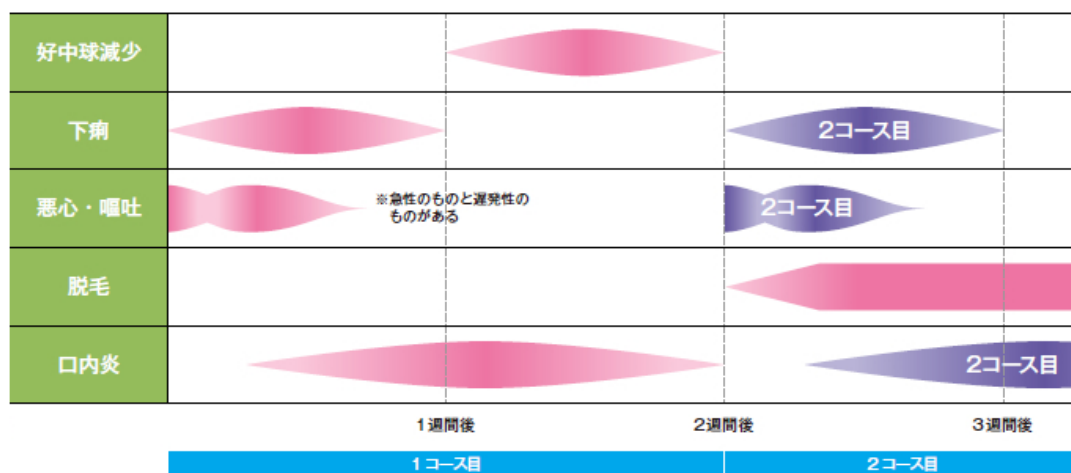 好中球減少
下痢
2コース目
悪心・嘔吐
※急性のものと遅発性の
ものがある
2コース目
脱毛
口内炎
2コース目
1週間後
2週間後
3週間後
1コース目
2コース目